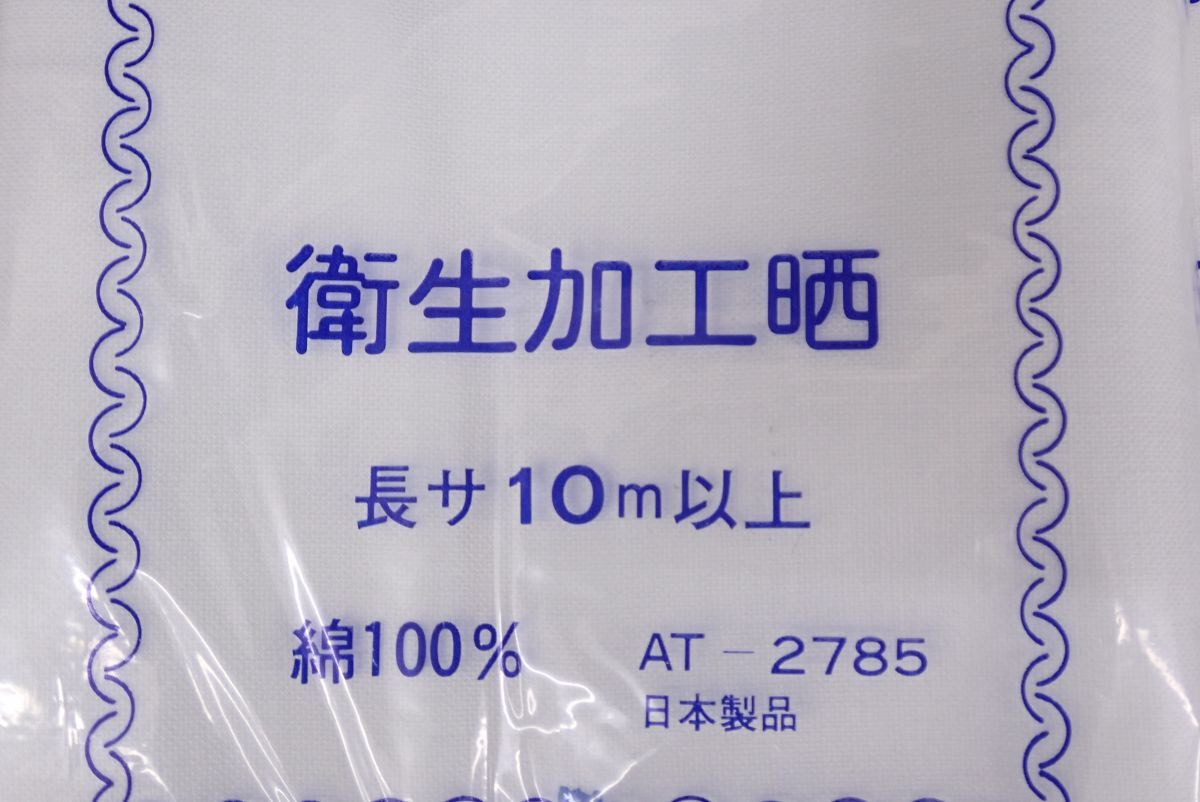 衛生加工晒
長サ10m以上
綿100%
AT-2785
日本製品